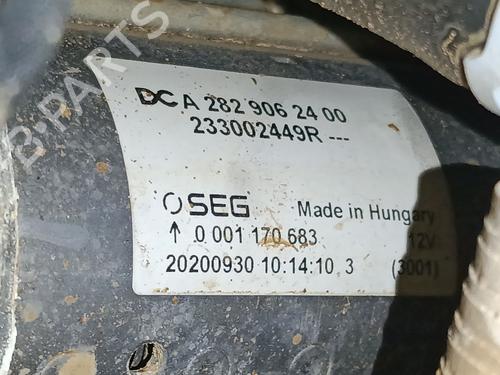 B-PARTS
DC A 282 906 24 00
233002449R ---
SEG Made in Hungary
↑ 0 001 170 683 12V
20200930 10:14:10, 3 (3001)